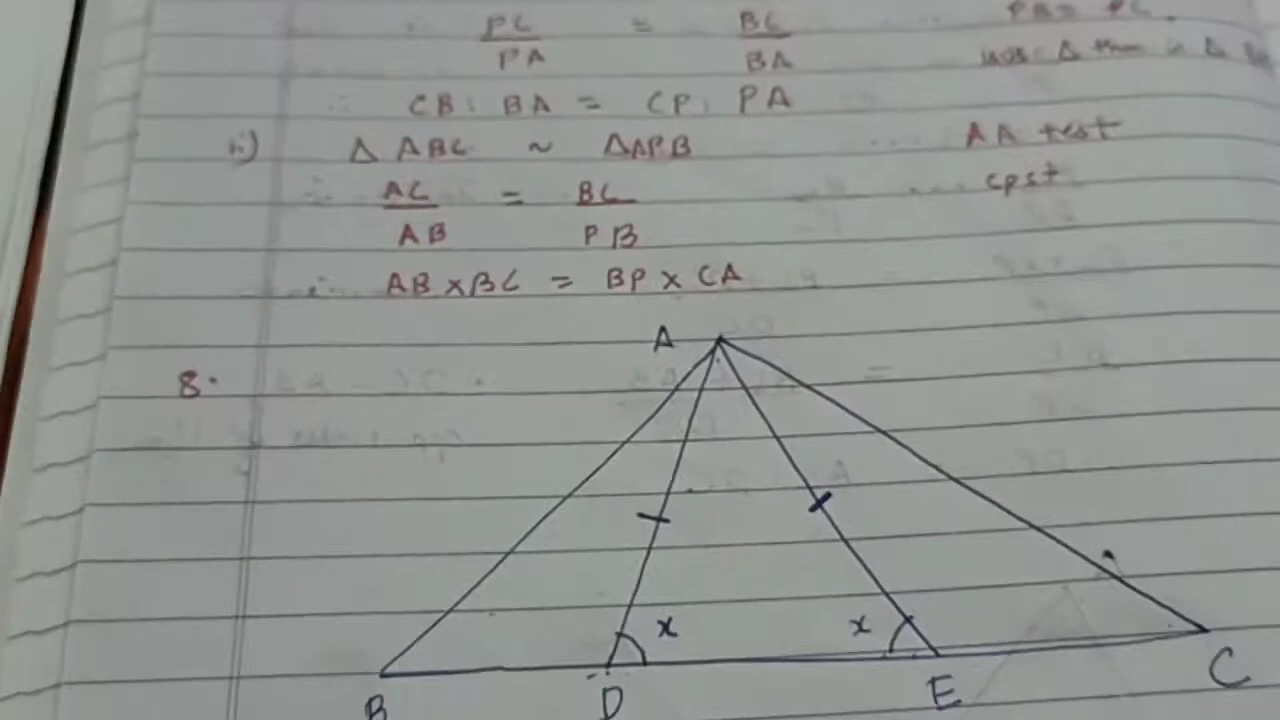 PC = BC
PA BA
∴ CB : BA = CP : PA
ii) Δ ABC ~ ΔAPB ... AA test
∴ AC = BC ... cpst
AB PB
∴ AB × BC = BP × CA
A
8.
x x
B D E C